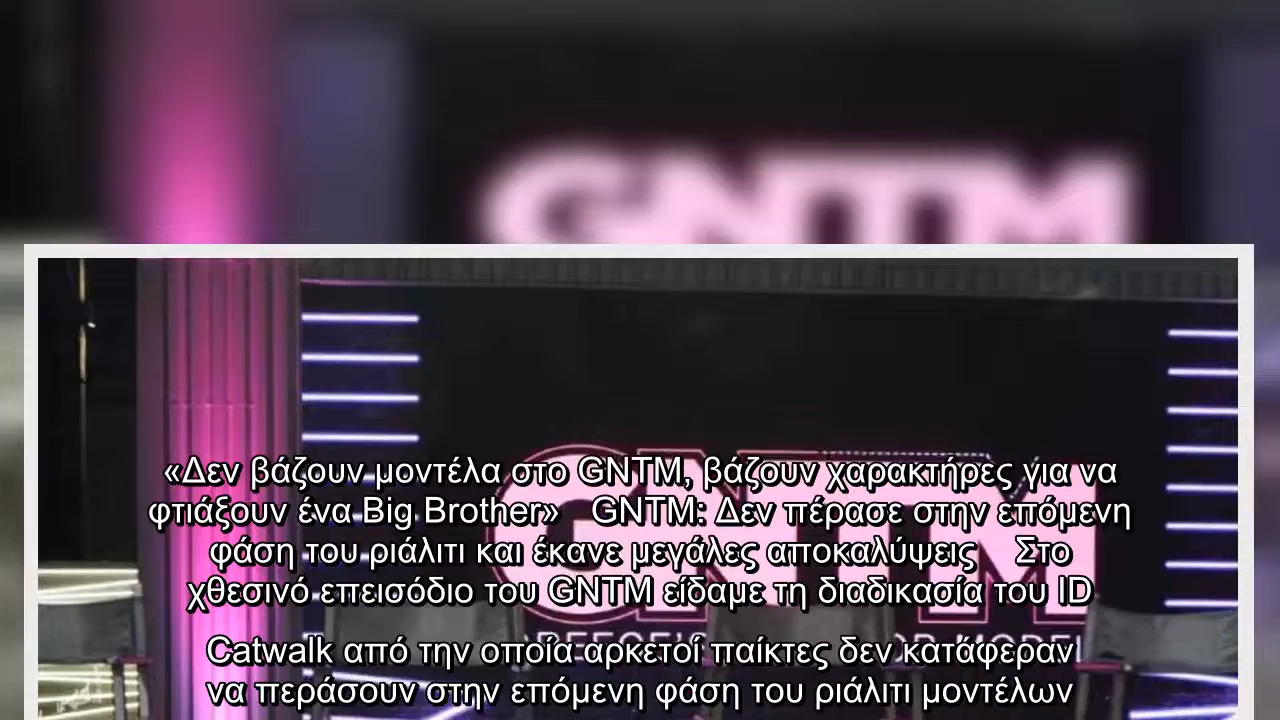 GNTM
«Δεν βάζουν μοντέλα στο GNTM, βάζουν χαρακτήρες για να
φτιάξουν ένα Big Brother» GNTM: Δεν πέρασε στην επόμενη
φάση του ριάλιτι και έκανε μεγάλες αποκαλύψεις Στο
χθεσινό επεισόδιο του GNTM είδαμε τη διαδικασία του ID
Catwalk από την οποία αρκετοί παίκτες δεν κατάφεραν
να περάσουν στην επόμενη φάση του ριάλιτι μοντέλων
GNTM